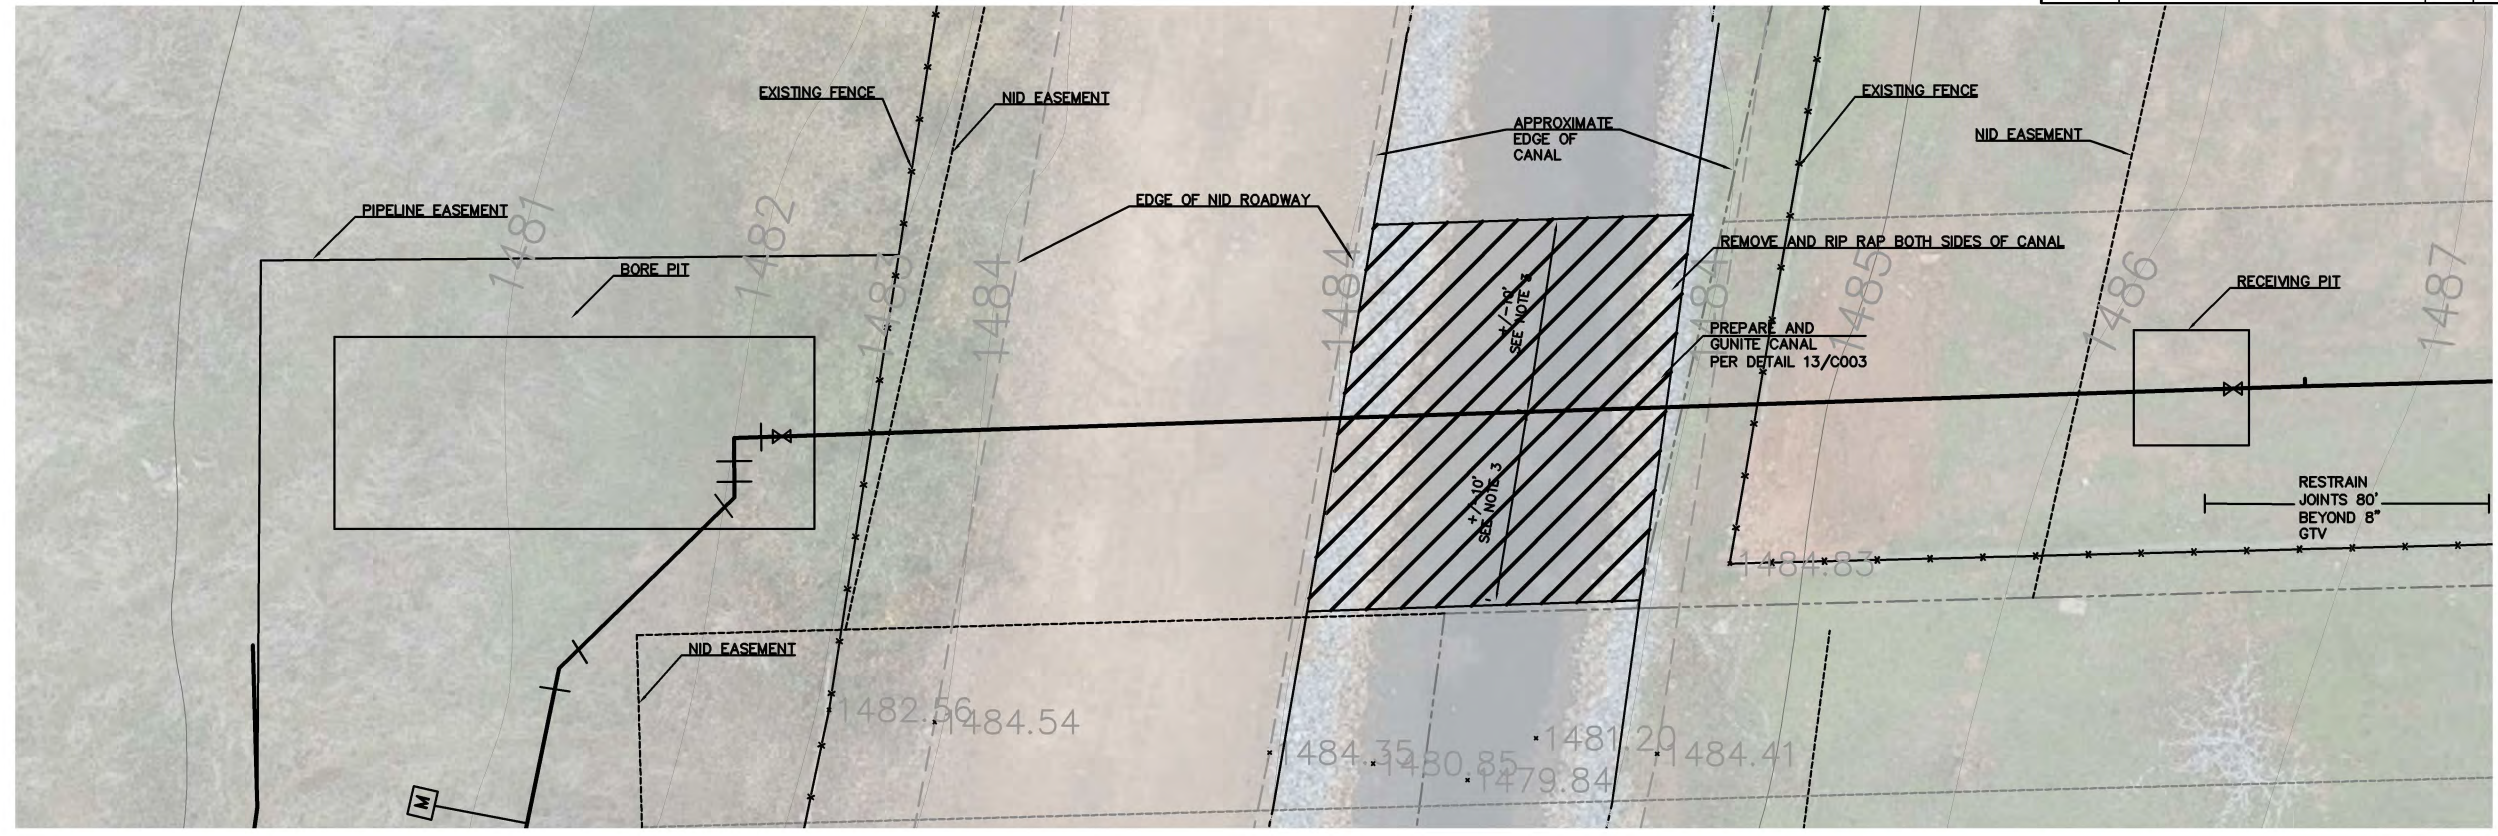 EXISTING FENCE
NID EASEMENT
APPROXIMATE
EDGE OF
CANAL
EXISTING FENCE
NID EASEMENT
PIPELINE EASEMENT
EDGE OF NID ROADWAY
BORE PIT
REMOVE AND RIP RAP BOTH SIDES OF CANAL
RECEIVING PIT
1481
1482
1483
1484
1484
1484
1485
1486
1487
+/-10'
SEE NOTE 3
PREPARE AND
GUNITE CANAL
PER DETAIL 13/C003
+/-10'
SEE NOTE 3
RESTRAIN
JOINTS 80'
BEYOND 8"
GTV
1484.83
NID EASEMENT
1482.56
1484.54
1484.35
1480.85
1479.84
1481.20
1484.41
M